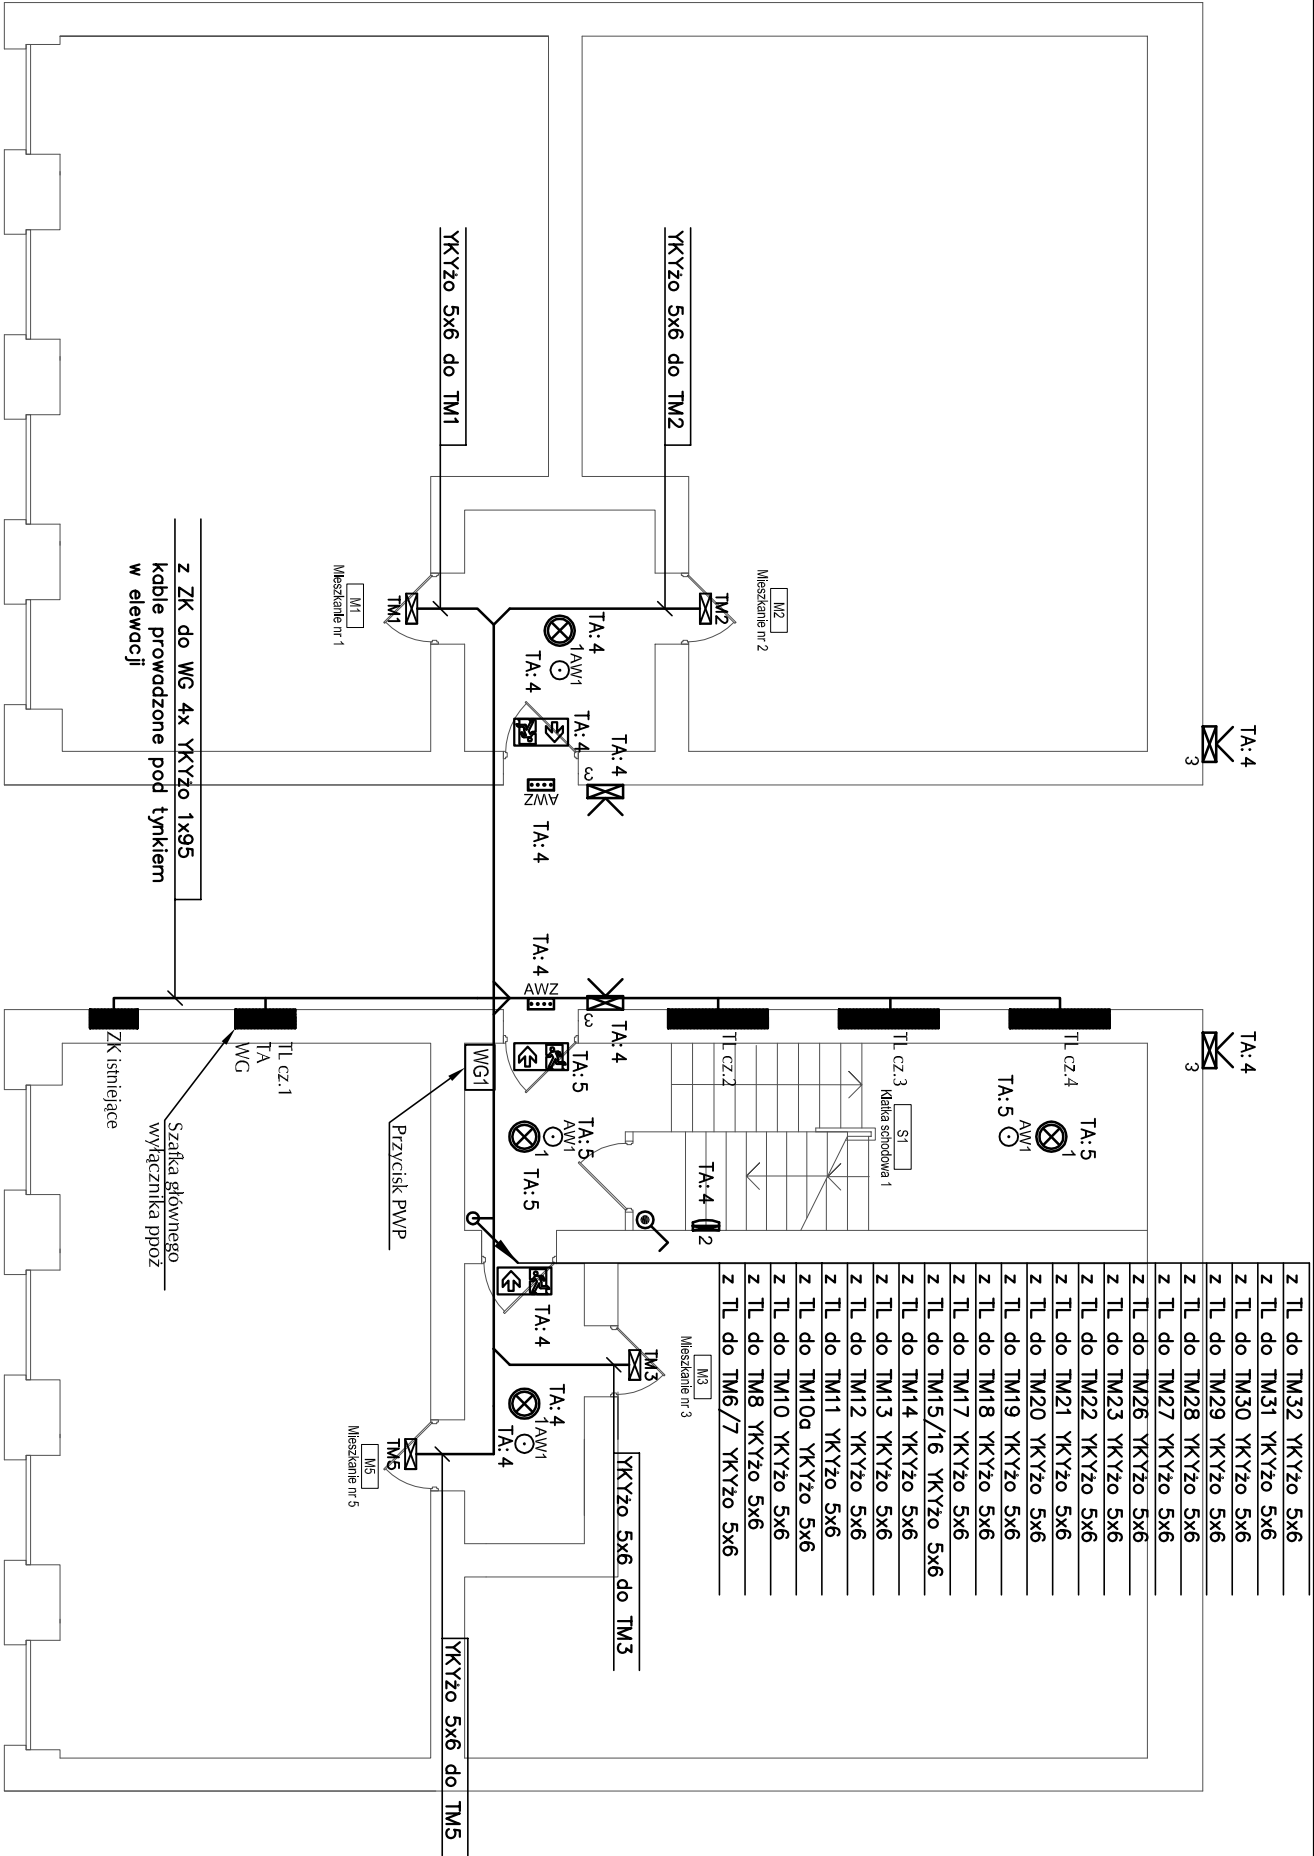 TA: 4
3
TA: 4
3
M2
Mieszkanie nr 2
TM2
YKYżo 5x6 do TM2
YKYżo 5x6 do TM1
TM1
M1
Mieszkanie nr 1
TA: 4
1
AW1
TA: 4
TA: 4
TA: 4
3
AWZ
TA: 4
TA: 4
AWZ
3
TA: 4
z ZK do WG 4x YKYżo 1x95
kable prowadzone pod tynkiem
w elewacji
ZK istniejące
TL cz.1
TA
WG
Szafka głównego
wyłącznika ppoż
WG1
Przycisk PWP
TA: 5
TA: 5
AW1
1
TA: 5
TL cz.2
TL cz.3
TL cz.4
S1
Klatka schodowa 1
TA: 5
1
AW1
TA: 5
TA: 4
2
z TL do TM32 YKYżo 5x6
z TL do TM31 YKYżo 5x6
z TL do TM30 YKYżo 5x6
z TL do TM29 YKYżo 5x6
z TL do TM28 YKYżo 5x6
z TL do TM27 YKYżo 5x6
z TL do TM26 YKYżo 5x6
z TL do TM23 YKYżo 5x6
z TL do TM22 YKYżo 5x6
z TL do TM21 YKYżo 5x6
z TL do TM20 YKYżo 5x6
z TL do TM19 YKYżo 5x6
z TL do TM18 YKYżo 5x6
z TL do TM17 YKYżo 5x6
z TL do TM15/16 YKYżo 5x6
z TL do TM14 YKYżo 5x6
z TL do TM13 YKYżo 5x6
z TL do TM12 YKYżo 5x6
z TL do TM11 YKYżo 5x6
z TL do TM10a YKYżo 5x6
z TL do TM10 YKYżo 5x6
z TL do TM8 YKYżo 5x6
z TL do TM6/7 YKYżo 5x6
TA: 4
M3
Mieszkanie nr 3
TM3
TA: 4
1
AW1
TA: 4
YKYżo 5x6 do TM3
TM5
M5
Mieszkanie nr 5
YKYżo 5x6 do TM5